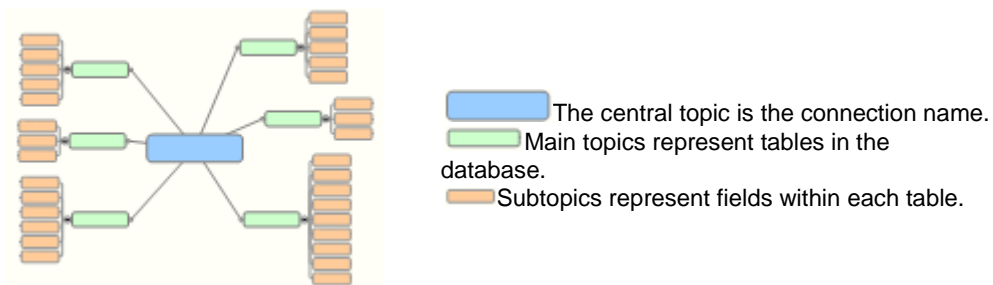 The central topic is the connection name.
Main topics represent tables in the
database.
Subtopics represent fields within each table.